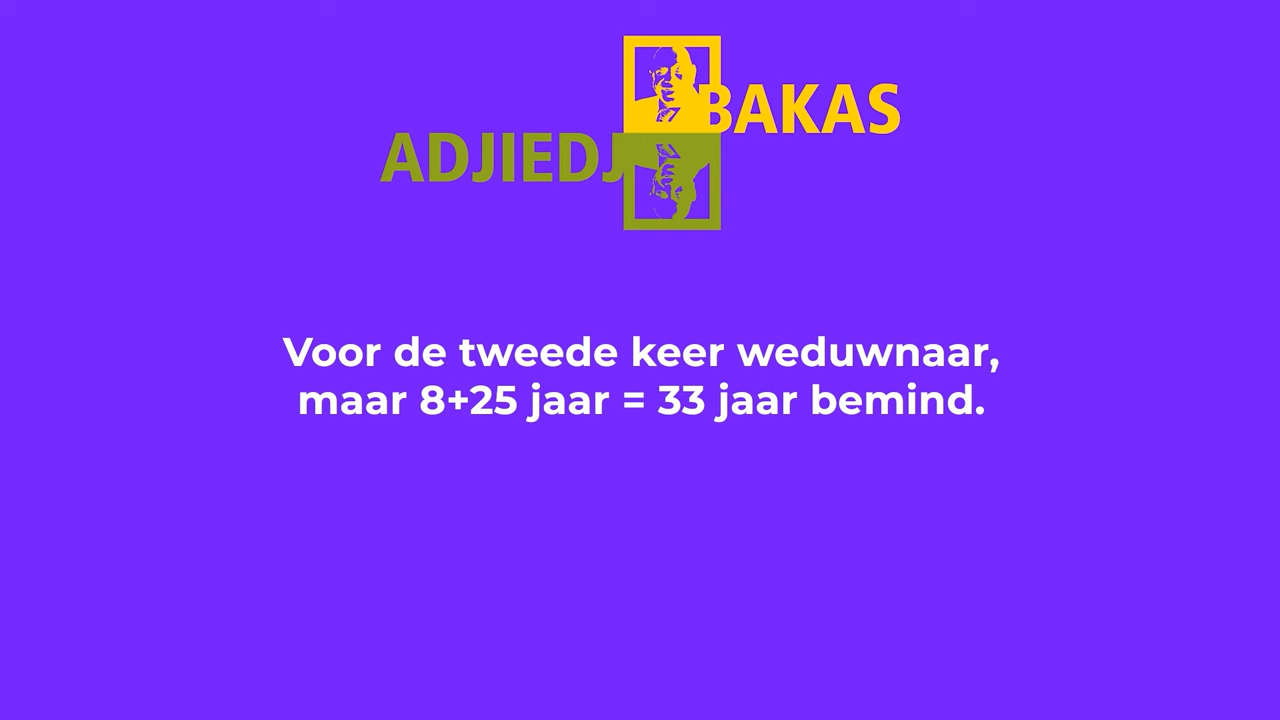 ADJIEDJ BAKAS
Voor de tweede keer weduwnaar,
maar 8+25 jaar = 33 jaar bemind.